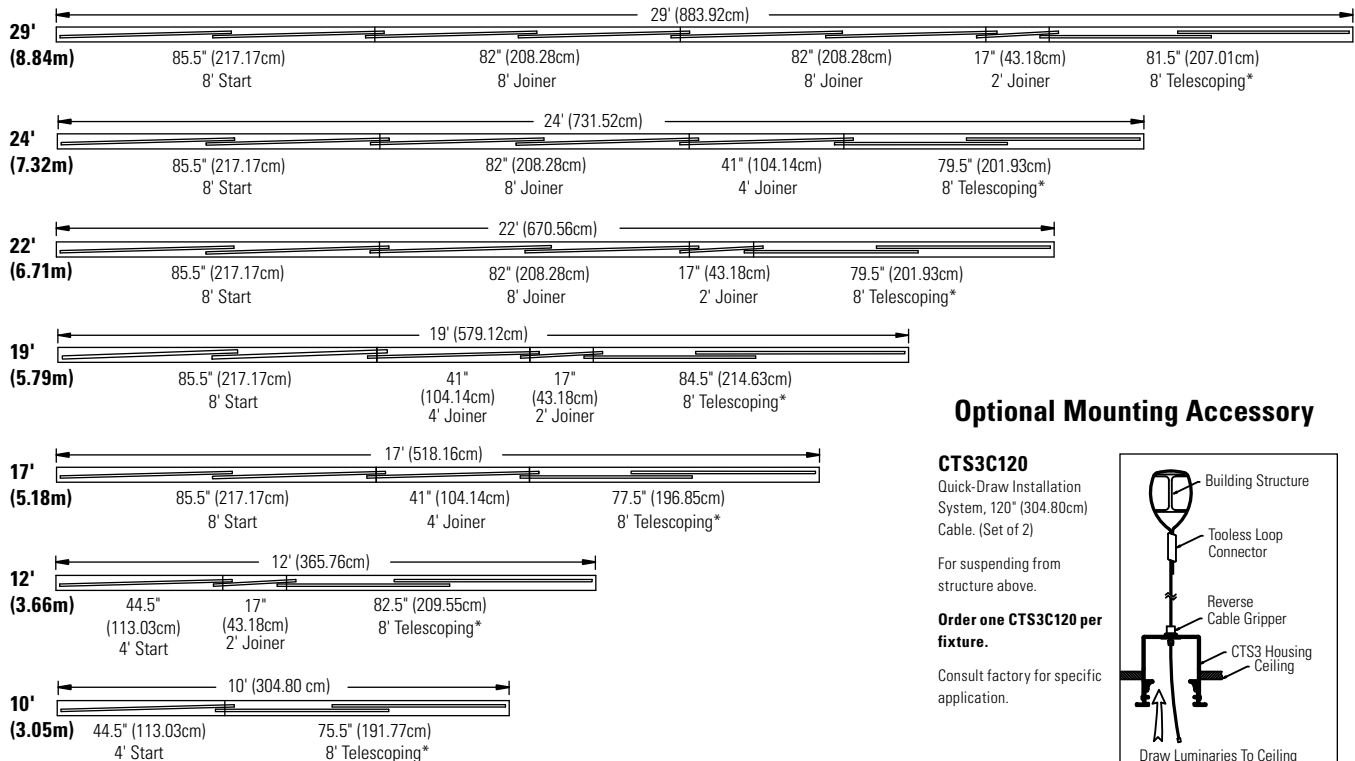 29' (883.92cm)
29'
(8.84m)
85.5" (217.17cm)
8' Start
82" (208.28cm)
8' Joiner
82" (208.28cm)
8' Joiner
17" (43.18cm)
2' Joiner
81.5" (207.01cm)
8' Telescoping*
24' (731.52cm)
24'
(7.32m)
85.5" (217.17cm)
8' Start
82" (208.28cm)
8' Joiner
41" (104.14cm)
4' Joiner
79.5" (201.93cm)
8' Telescoping*
22' (670.56cm)
22'
(6.71m)
85.5" (217.17cm)
8' Start
82" (208.28cm)
8' Joiner
17" (43.18cm)
2' Joiner
79.5" (201.93cm)
8' Telescoping*
19' (579.12cm)
19'
(5.79m)
85.5" (217.17cm)
8' Start
41"
(104.14cm)
4' Joiner
17"
(43.18cm)
2' Joiner
84.5" (214.63cm)
8' Telescoping*
17' (518.16cm)
17'
(5.18m)
85.5" (217.17cm)
8' Start
41" (104.14cm)
4' Joiner
77.5" (196.85cm)
8' Telescoping*
12' (365.76cm)
12'
(3.66m)
44.5"
(113.03cm)
4' Start
17"
(43.18cm)
2' Joiner
82.5" (209.55cm)
8' Telescoping*
10' (304.80 cm)
10'
(3.05m)
44.5" (113.03cm)
4' Start
75.5" (191.77cm)
8' Telescoping*
Optional Mounting Accessory
CTS3C120
Quick-Draw Installation
System, 120" (304.80cm)
Cable. (Set of 2)
For suspending from
structure above.
Order one CTS3C120 per
fixture.
Consult factory for specific
application.
Building Structure
Tooless Loop
Connector
Reverse
Cable Gripper
CTS3 Housing
Ceiling
Draw Luminaries To Ceiling